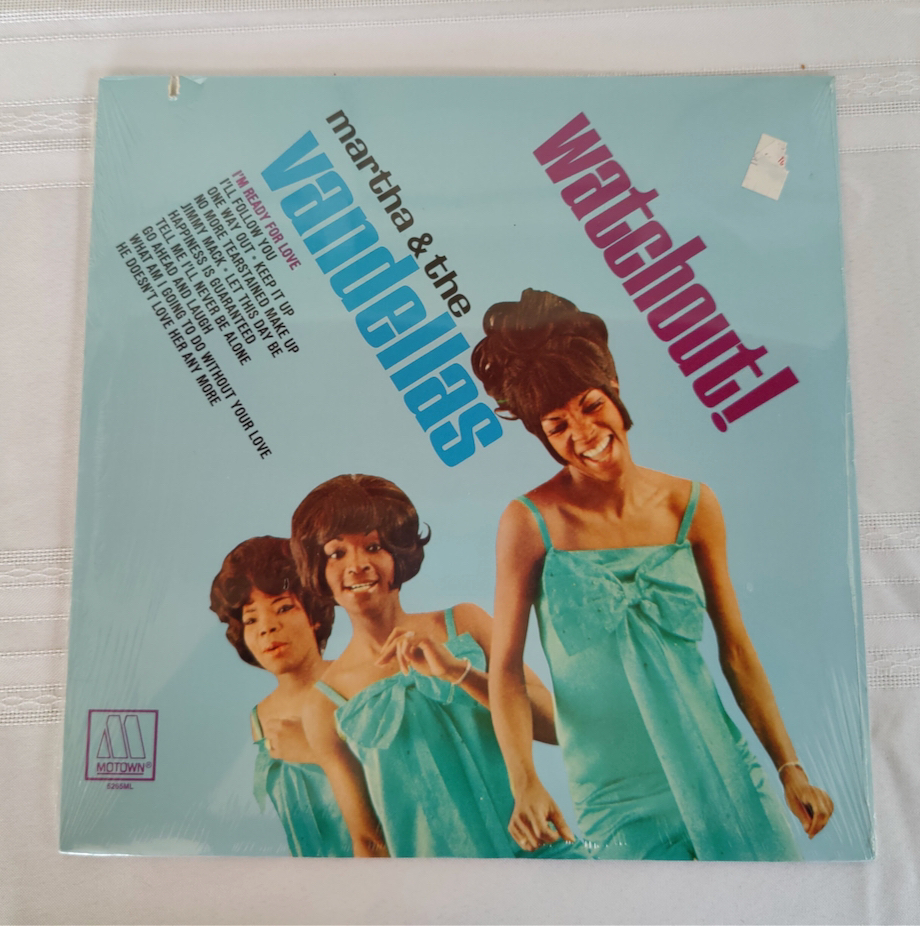 martha & the
vandellas
watchout!
I'M READY FOR LOVE
I'LL FOLLOW YOU
ONE WAY OUT • KEEP IT UP
NO MORE TEARSTAINED MAKE UP
JIMMY MACK • LET THIS DAY BE
HAPPINESS IS GUARANTEED
TELL ME I'LL NEVER BE ALONE
GO AHEAD AND LAUGH
WHAT AM I GOING TO DO WITHOUT YOUR LOVE
HE DOESN'T LOVE HER ANY MORE
MOTOWN®
5265ML